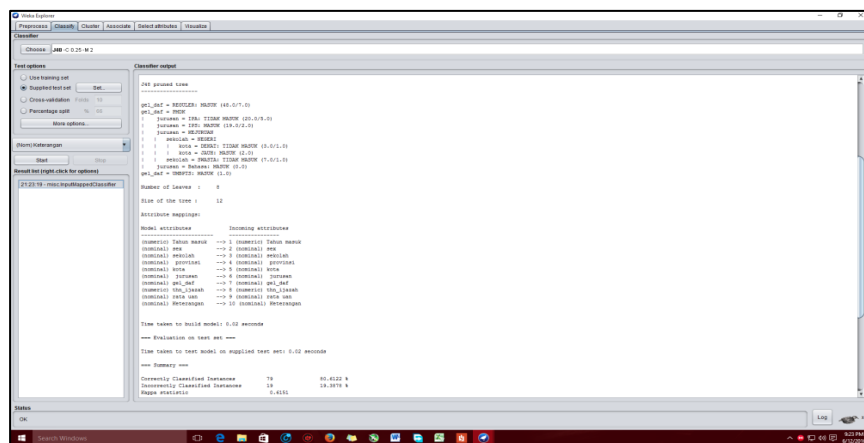 Weka Explorer
Preprocess Classify Cluster Associate Select attributes Visualize
Classifier
Choose J48 -C 0.25 -M 2
Test options
Use training set
Supplied test set Set...
Cross-validation Folds 10
Percentage split % 66
More options...
(Nom) Keterangan
Start Stop
Result list (right-click for options)
21:23:19 - misc.InputMappedClassifier
Classifier output
J48 pruned tree
------------------
gel_daf = REGULER: MASUK (48.0/7.0)
gel_daf = PMDK
| jurusan = IPA: TIDAK MASUK (20.0/5.0)
| jurusan = IPS: MASUK (19.0/2.0)
| jurusan = KEJURUAN
| | sekolah = NEGERI
| | | kota = DEKAT: TIDAK MASUK (3.0/1.0)
| | | kota = JAUH: MASUK (2.0)
| | sekolah = SWASTA: TIDAK MASUK (7.0/1.0)
| jurusan = Bahasa: MASUK (0.0)
gel_daf = : MASUK (1.0)
Number of Leaves : 8
Size of the tree : 12
Attribute mappings:
Model attributes Incoming attributes
(numeric) Tahun masuk --> 1 (numeric) Tahun masuk
(nominal) sex --> 2 (nominal) sex
(nominal) sekolah --> 3 (nominal) sekolah
(nominal) provinsi --> 4 (nominal) provinsi
(nominal) kota --> 5 (nominal) kota
(nominal) jurusan --> 6 (nominal) jurusan
(nominal) gel_daf --> 7 (nominal) gel_daf
(numeric) thn_ijazah --> 8 (numeric) thn_ijazah
(nominal) rata uan --> 9 (nominal) rata uan
(nominal) Keterangan --> 10 (nominal) Keterangan
Time taken to build model: 0.02 seconds
=== Evaluation on test set ===
Time taken to test model on supplied test set: 0.02 seconds
=== Summary ===
Correctly Classified Instances 79 80.6122 %
Incorrectly Classified Instances 19 19.3878 %
Kappa statistic 0.6151
Status
OK
Log
Search Windows
9:23 PM